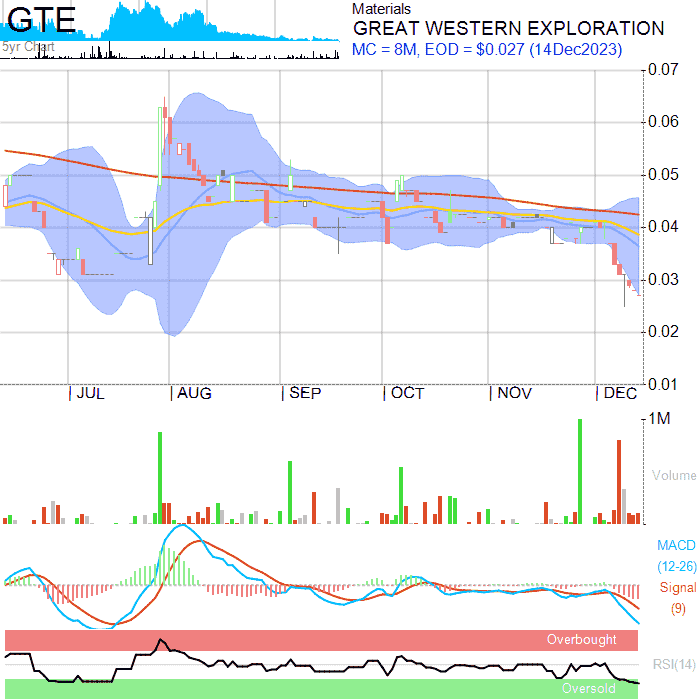 GTE
5yr Chart
Materials
GREAT WESTERN EXPLORATION
MC = 8M, EOD = $0.027 (14Dec2023)
0.07
0.06
0.05
0.04
0.03
0.02
0.01
JUL AUG SEP OCT NOV DEC
1M
Volume
MACD
(12-26)
Signal
(9)
Overbought
RSI(14)
Oversold